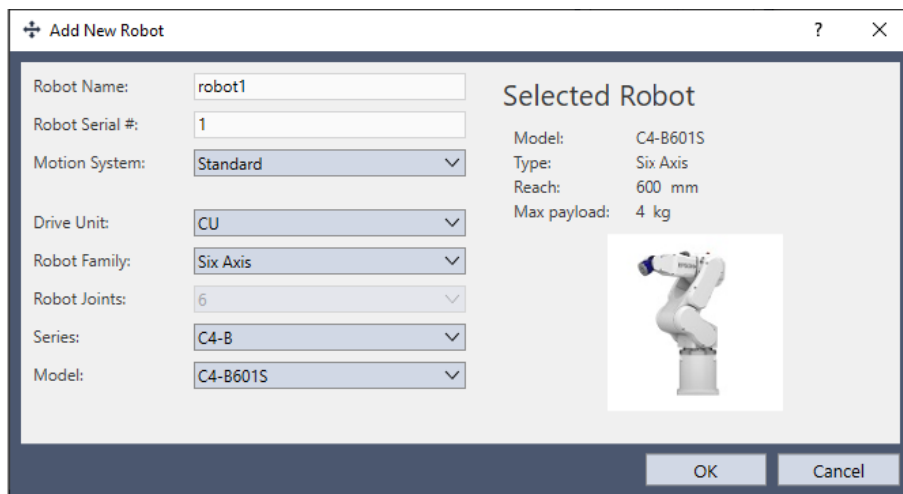 Add New Robot ?
Robot Name: robot1
Robot Serial #: 1
Motion System: Standard
Drive Unit: CU
Robot Family: Six Axis
Robot Joints: 6
Series: C4-B
Model: C4-B601S
Selected Robot
Model: C4-B601S
Type: Six Axis
Reach: 600 mm
Max payload: 4 kg
EPSON
OK Cancel